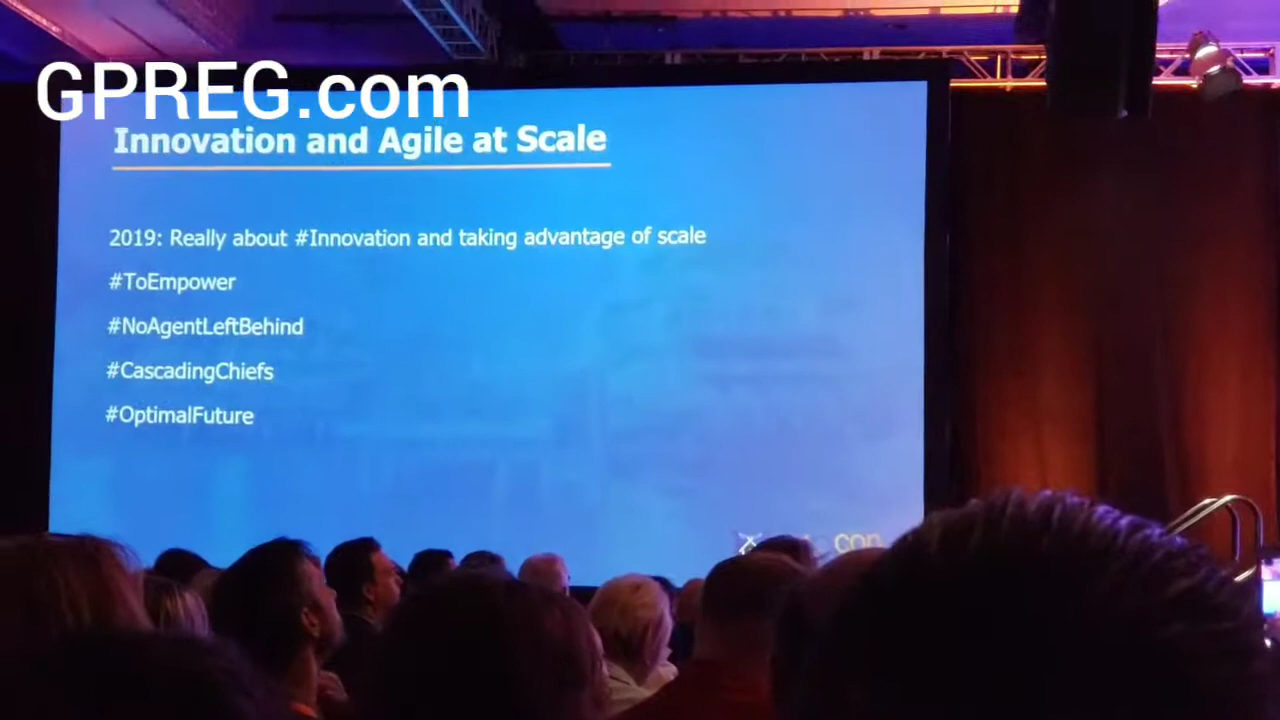 GPREG.com
Innovation and Agile at Scale
2019: Really about #Innovation and taking advantage of scale
#ToEmpower
#NoAgentLeftBehind
#CascadingChiefs
#OptimalFuture
con